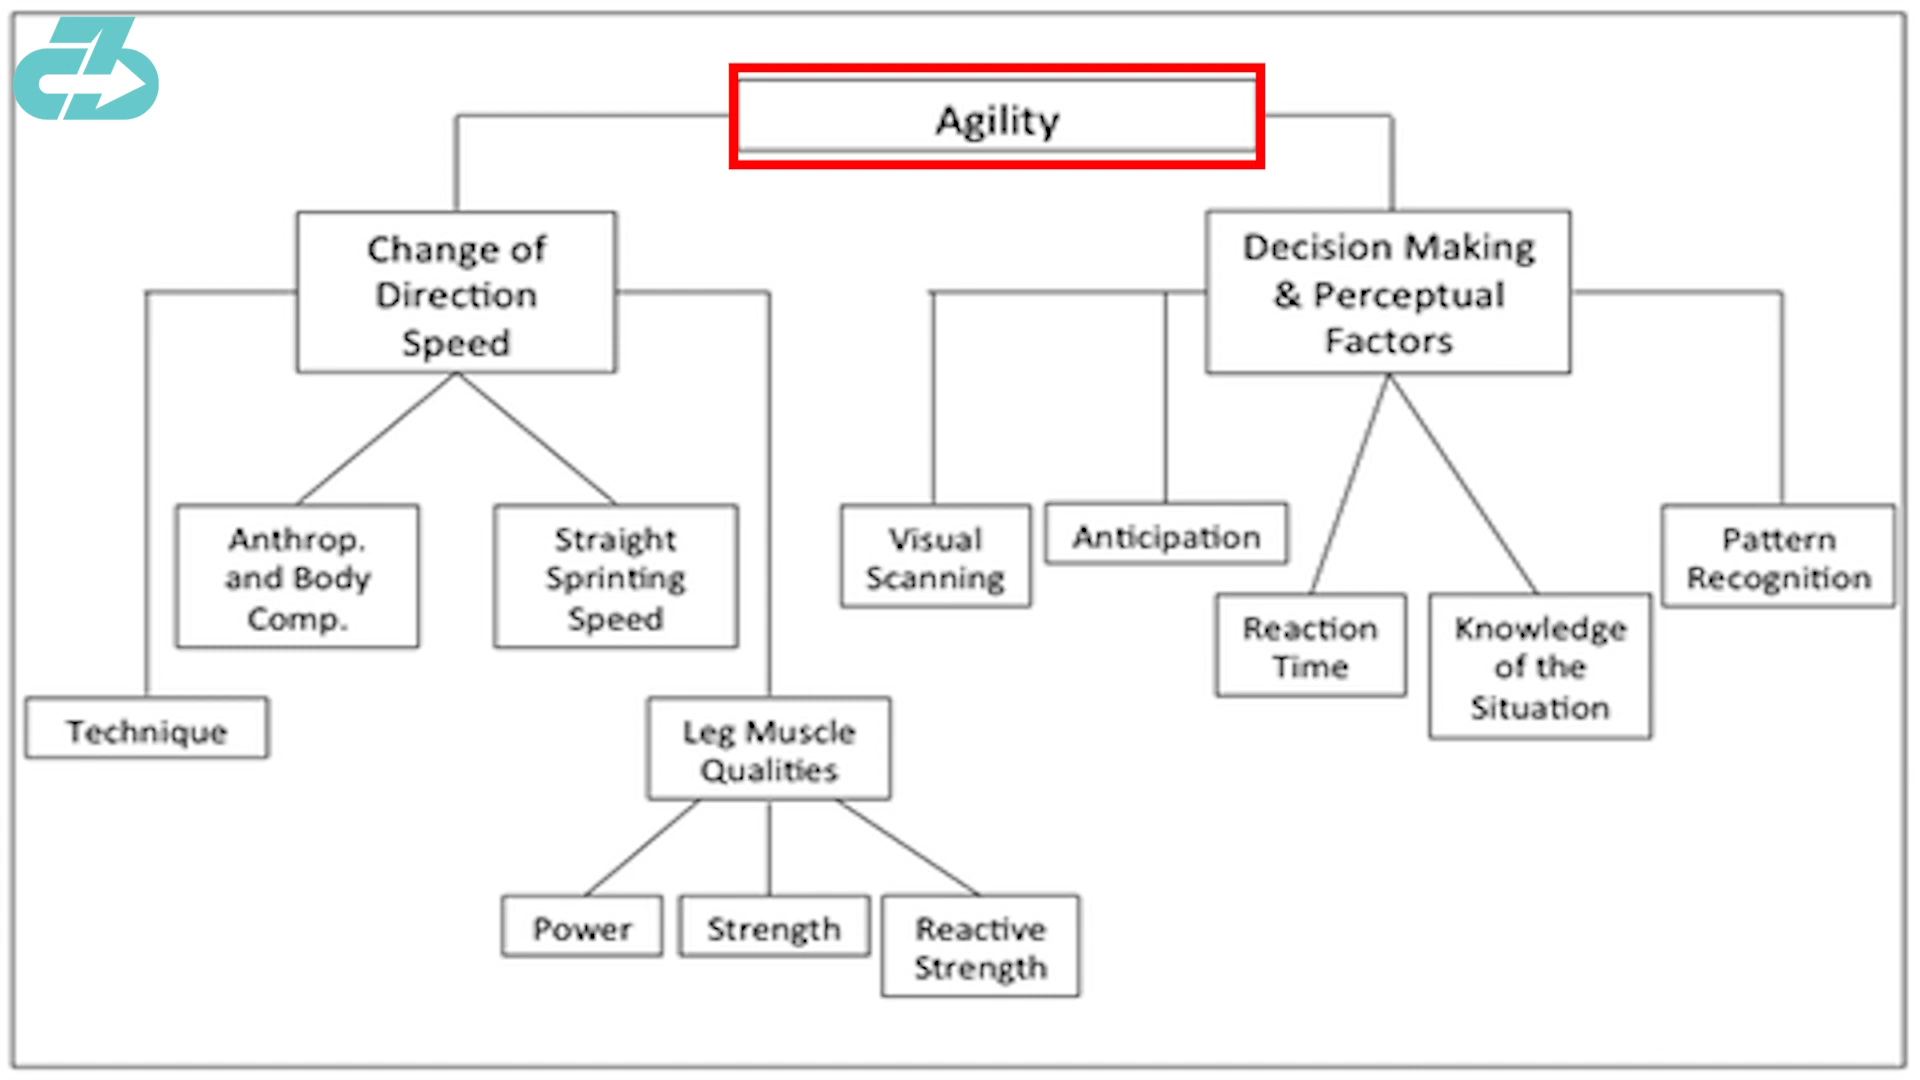 Agility
Change of
Direction
Speed
Decision Making
& Perceptual
Factors
Anthrop.
and Body
Comp.
Straight
Sprinting
Speed
Visual
Scanning
Anticipation
Pattern
Recognition
Reaction
Time
Knowledge
of the
Situation
Technique
Leg Muscle
Qualities
Power
Strength
Reactive
Strength